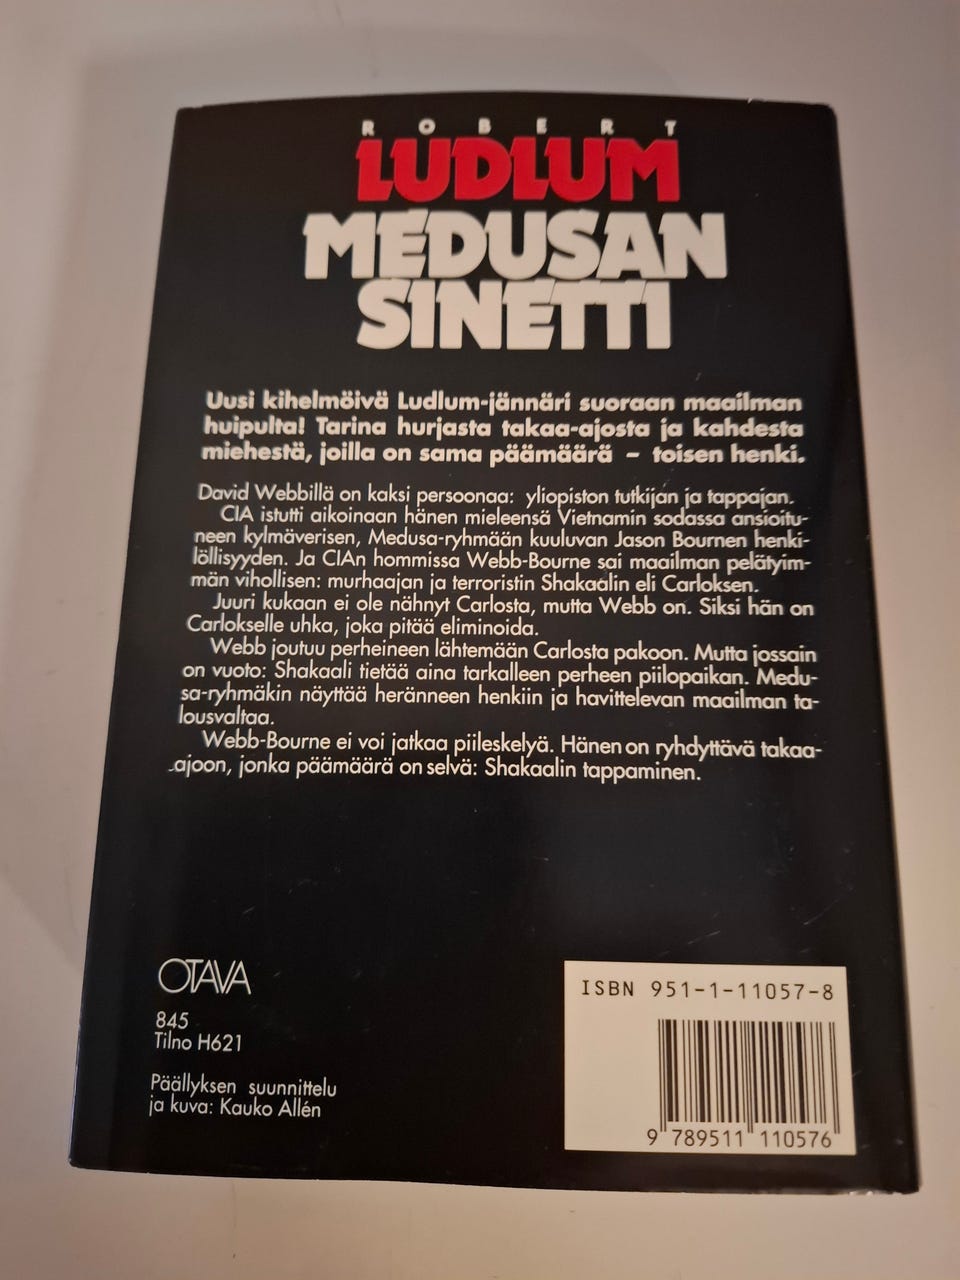 ROBERT
LUDLUM
MEDUSAN
SINETTI
Uusi kihelmöivä Ludlum-jännäri suoraan maailman
huipulta! Tarina hurjasta takaa-ajosta ja kahdesta
miehestä, joilla on sama päämäärä – toisen henki.
David Webbillä on kaksi persoonaa: yliopiston tutkijan ja tappajan.
CIA istutti aikoinaan hänen mieleensä Vietnamin sodassa ansioitu-
neen kylmäverisen, Medusa-ryhmään kuuluvan Jason Bournen henki-
löllisyyden. Ja CIAn hommissa Webb-Bourne sai maailman pelätyim-
män vihollisen: murhaajan ja terroristin Shakaalin eli Carloksen.
Juuri kukaan ei ole nähnyt Carlosta, mutta Webb on. Siksi hän on
Carlokselle uhka, joka pitää eliminoida.
Webb joutuu perheineen lähtemään Carlosta pakoon. Mutta jossain
on vuoto: Shakaali tietää aina tarkalleen perheen piilopaikan. Medu-
sa-ryhmäkin näyttää heränneen henkiin ja havittelevan maailman ta-
lousvaltaa.
Webb-Bourne ei voi jatkaa piileskelyä. Hänen on ryhdyttävä takaa-
ajoon, jonka päämäärä on selvä: Shakaalin tappaminen.
OTAVA
845
Tilno H621
Päällyksen suunnittelu
ja kuva: Kauko Allén
ISBN 951-1-11057-8
9 789511 110576